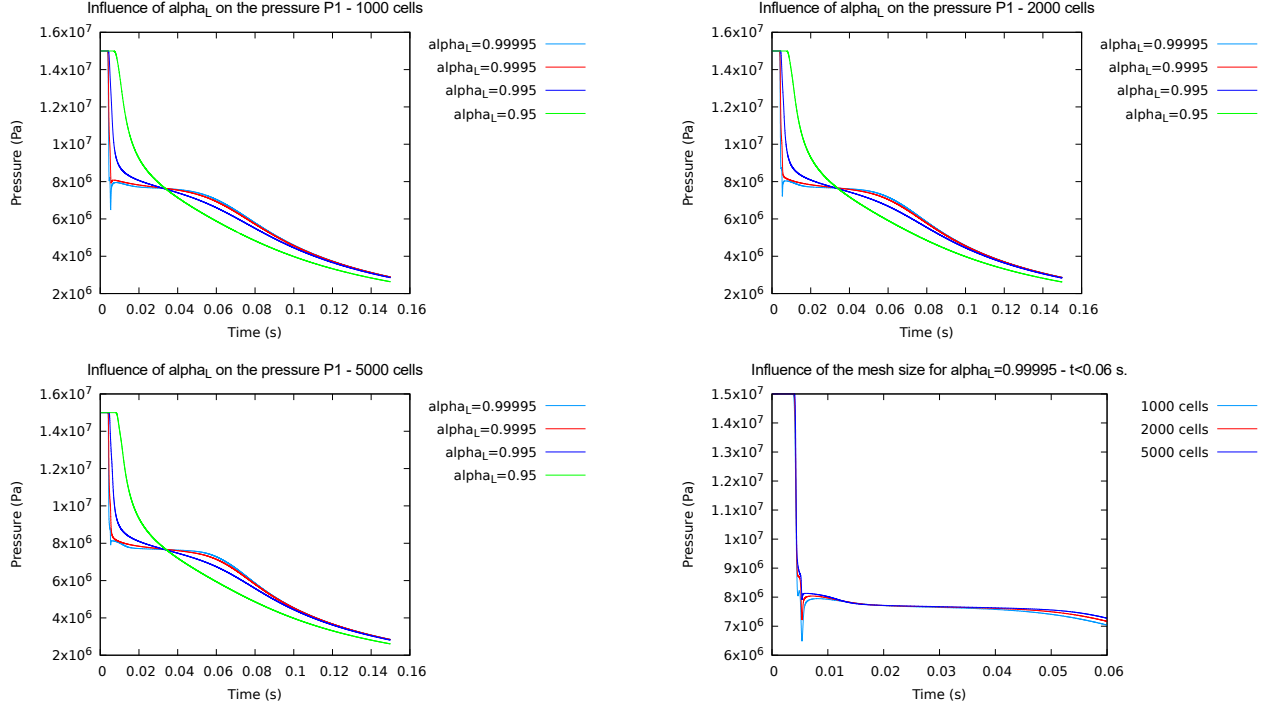 Influence of alpha_L on the pressure P1 - 1000 cells
1.6x10^7
1.4x10^7
1.2x10^7
1x10^7
8x10^6
6x10^6
4x10^6
2x10^6
Pressure (Pa)
0 0.02 0.04 0.06 0.08 0.1 0.12 0.14 0.16
Time (s)
alpha_L=0.99995
alpha_L=0.9995
alpha_L=0.995
alpha_L=0.95
Influence of alpha_L on the pressure P1 - 2000 cells
1.6x10^7
1.4x10^7
1.2x10^7
1x10^7
8x10^6
6x10^6
4x10^6
2x10^6
Pressure (Pa)
0 0.02 0.04 0.06 0.08 0.1 0.12 0.14 0.16
Time (s)
alpha_L=0.99995
alpha_L=0.9995
alpha_L=0.995
alpha_L=0.95
Influence of alpha_L on the pressure P1 - 5000 cells
1.6x10^7
1.4x10^7
1.2x10^7
1x10^7
8x10^6
6x10^6
4x10^6
2x10^6
Pressure (Pa)
0 0.02 0.04 0.06 0.08 0.1 0.12 0.14 0.16
Time (s)
alpha_L=0.99995
alpha_L=0.9995
alpha_L=0.995
alpha_L=0.95
Influence of the mesh size for alpha_L=0.99995 - t<0.06 s.
1.5x10^7
1.4x10^7
1.3x10^7
1.2x10^7
1.1x10^7
1x10^7
9x10^6
8x10^6
7x10^6
6x10^6
Pressure (Pa)
0 0.01 0.02 0.03 0.04 0.05 0.06
Time (s)
1000 cells
2000 cells
5000 cells